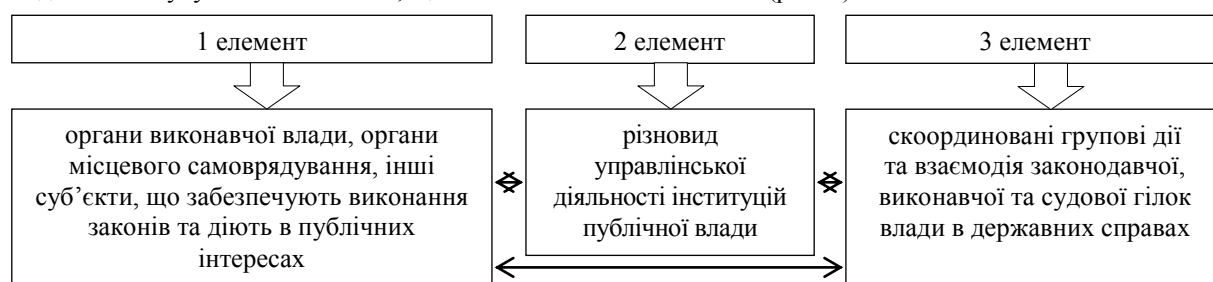 1 елемент
2 елемент
3 елемент
органи виконавчої влади, органи
місцевого самоврядування, інші
суб’єкти, що забезпечують виконання
законів та діють в публічних
інтересах
різновид
управлінської
діяльності інституцій
публічної влади
скоординовані групові дії
та взаємодія законодавчої,
виконавчої та судової гілок
влади в державних справах